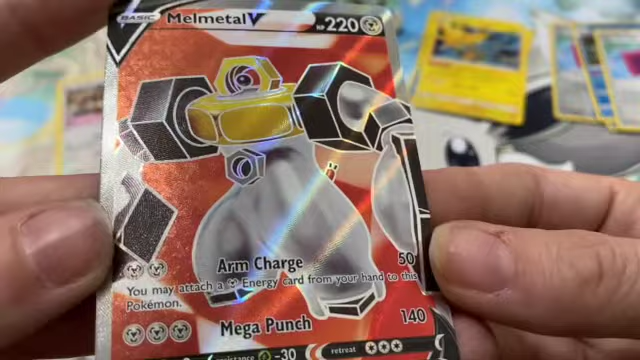 BASIC Melmetal V HP 220
Arm Charge 50
You may attach a Energy card from your hand to this
Pokémon.
Mega Punch 140
resistance -30 retreat